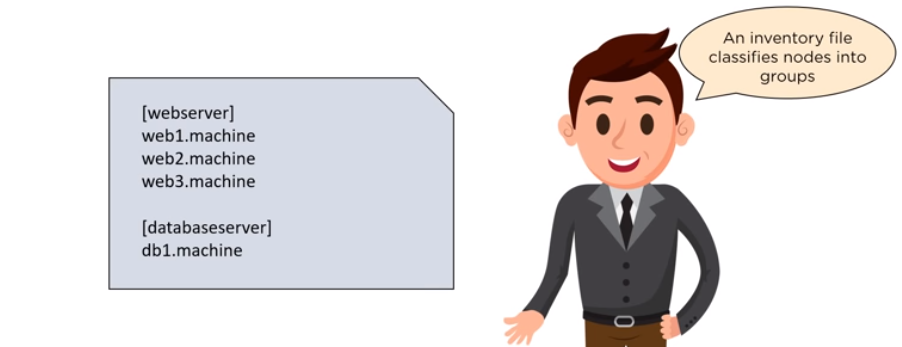 [webserver]
web1.machine
web2.machine
web3.machine
[databaseserver]
db1.machine
An inventory file
classifies nodes into
groups